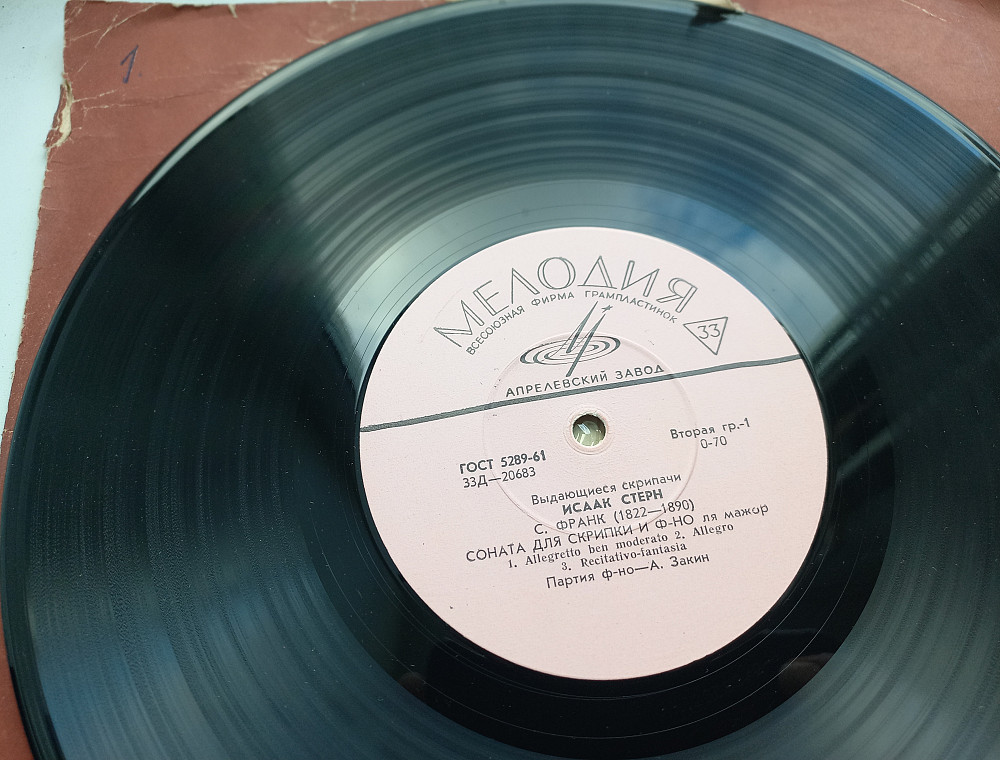 1.
МЕЛОДИЯ
ВСЕСОЮЗНАЯ ФИРМА ГРАМПЛАСТИНОК
33
АПРЕЛЕВСКИЙ ЗАВОД
ГОСТ 5289-61
33Д—20683
Вторая гр.-1
0-70
Выдающиеся скрипачи
ИСААК СТЕРН
С. ФРАНК (1822—1890)
СОНАТА ДЛЯ СКРИПКИ И Ф-НО ля мажор
1. Allegretto ben moderato 2. Allegro
3. Recitativo-fantasia
Партия ф-но—А. Закин